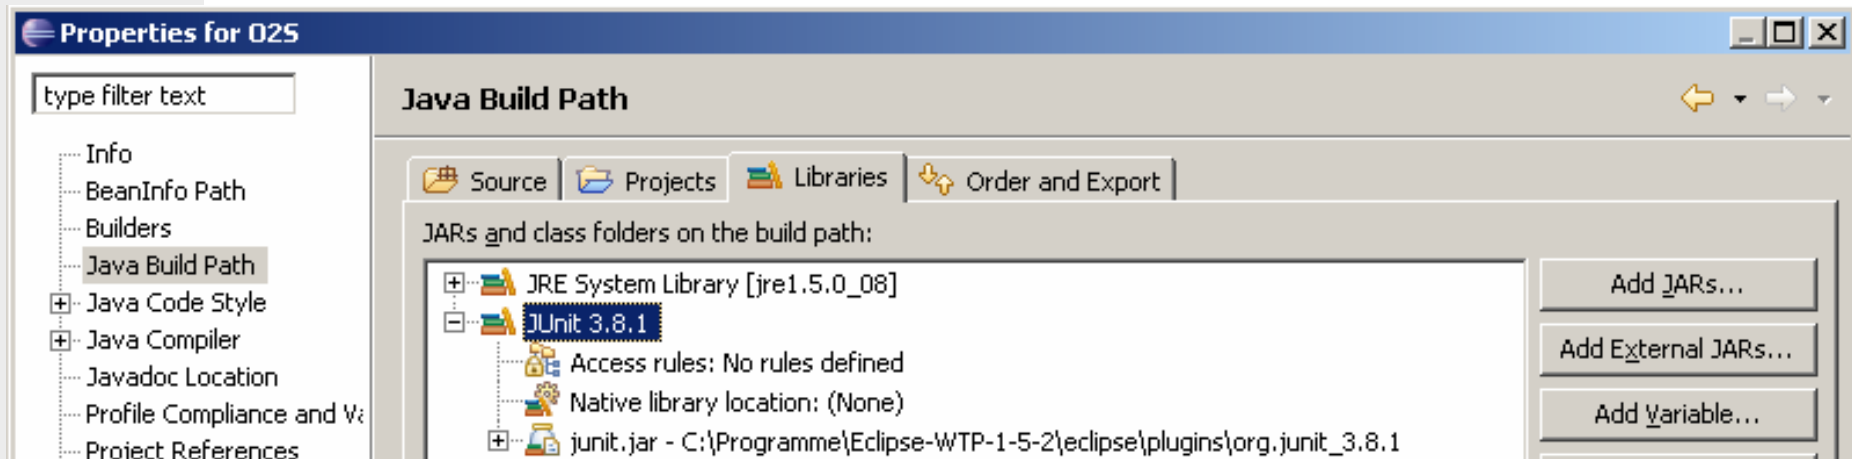 Properties for O2S
type filter text
Info
BeanInfo Path
Builders
Java Build Path
Java Code Style
Java Compiler
Javadoc Location
Profile Compliance and Va
Project References
Java Build Path
Source
Projects
Libraries
Order and Export
JARs and class folders on the build path:
JRE System Library [jre1.5.0_08]
JUnit 3.8.1
Access rules: No rules defined
Native library location: (None)
junit.jar - C:\Programme\Eclipse-WTP-1-5-2\eclipse\plugins\org.junit_3.8.1
Add JARs...
Add External JARs...
Add Variable...